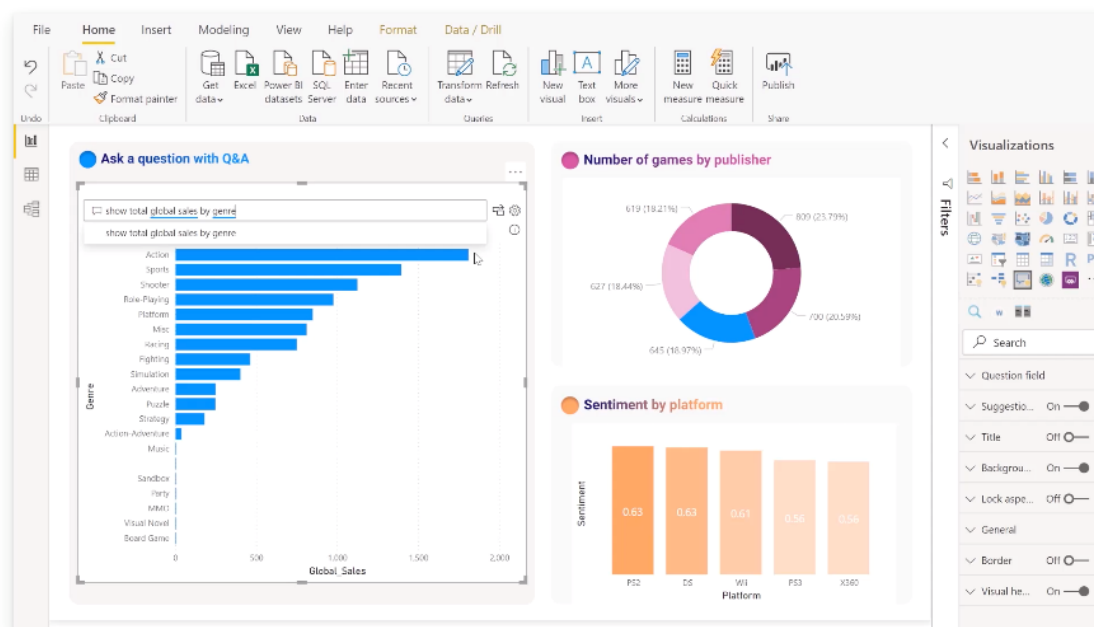 File Home Insert Modeling View Help Format Data / Drill
Paste
Cut
Copy
Format painter
Get data
Excel
Power BI datasets
SQL Server
Enter data
Recent sources
Transform data
Refresh
New visual
Text box
More visuals
New measure
Quick measure
Publish
Undo Clipboard Data Queries Insert Calculations Share
Ask a question with Q&A
show total global sales by genre
show total global sales by genre
Genre
Action
Sports
Shooter
Role-Playing
Platform
Misc
Racing
Fighting
Simulation
Adventure
Puzzle
Strategy
Action-Adventure
Music
Sandbox
Party
MMO
Visual Novel
Board Game
0 500 1,000 1,500 2,000
Global_Sales
Number of games by publisher
619 (18.21%)
809 (23.79%)
627 (18.44%)
700 (20.59%)
645 (18.97%)
Sentiment by platform
Sentiment
0.63 0.63 0.61 0.56 0.56
PS2 DS Wii PS3 X360
Platform
Filters
Visualizations
R
Search
Question field
Suggestio... On
Title Off
Backgrou... On
Lock aspe... Off
General
Border Off
Visual he... On